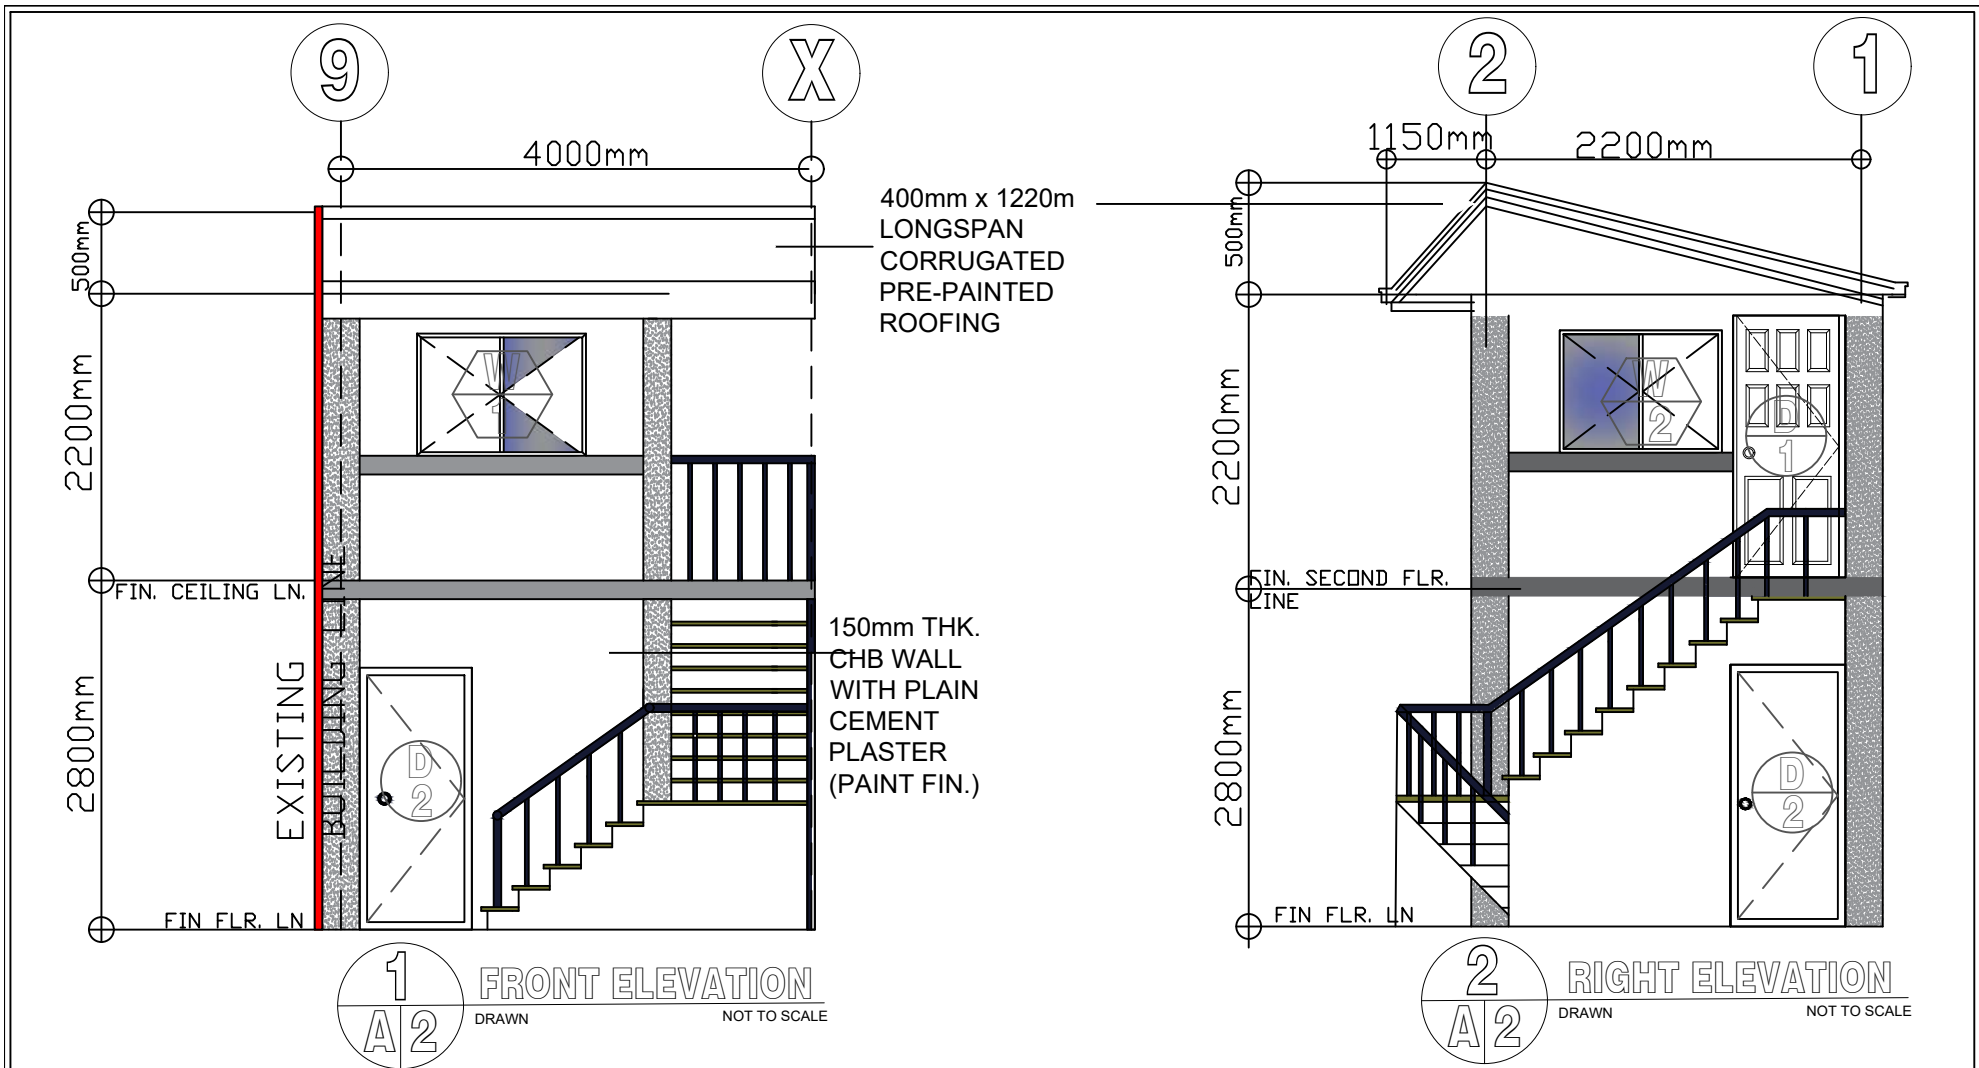 9
X
4000mm
500mm
2200mm
2800mm
FIN. CEILING LN.
FIN FLR. LN
EXISTING
BUILDING LINE
W
1
D
2
400mm x 1220m
LONGSPAN
CORRUGATED
PRE-PAINTED
ROOFING
150mm THK.
CHB WALL
WITH PLAIN
CEMENT
PLASTER
(PAINT FIN.)
1
A 2
FRONT ELEVATION
DRAWN NOT TO SCALE
2
1
1150mm
2200mm
500mm
2200mm
2800mm
FIN. SECOND FLR.
LINE
FIN FLR. LN
W
2
D
1
D
2
2
A 2
RIGHT ELEVATION
DRAWN NOT TO SCALE